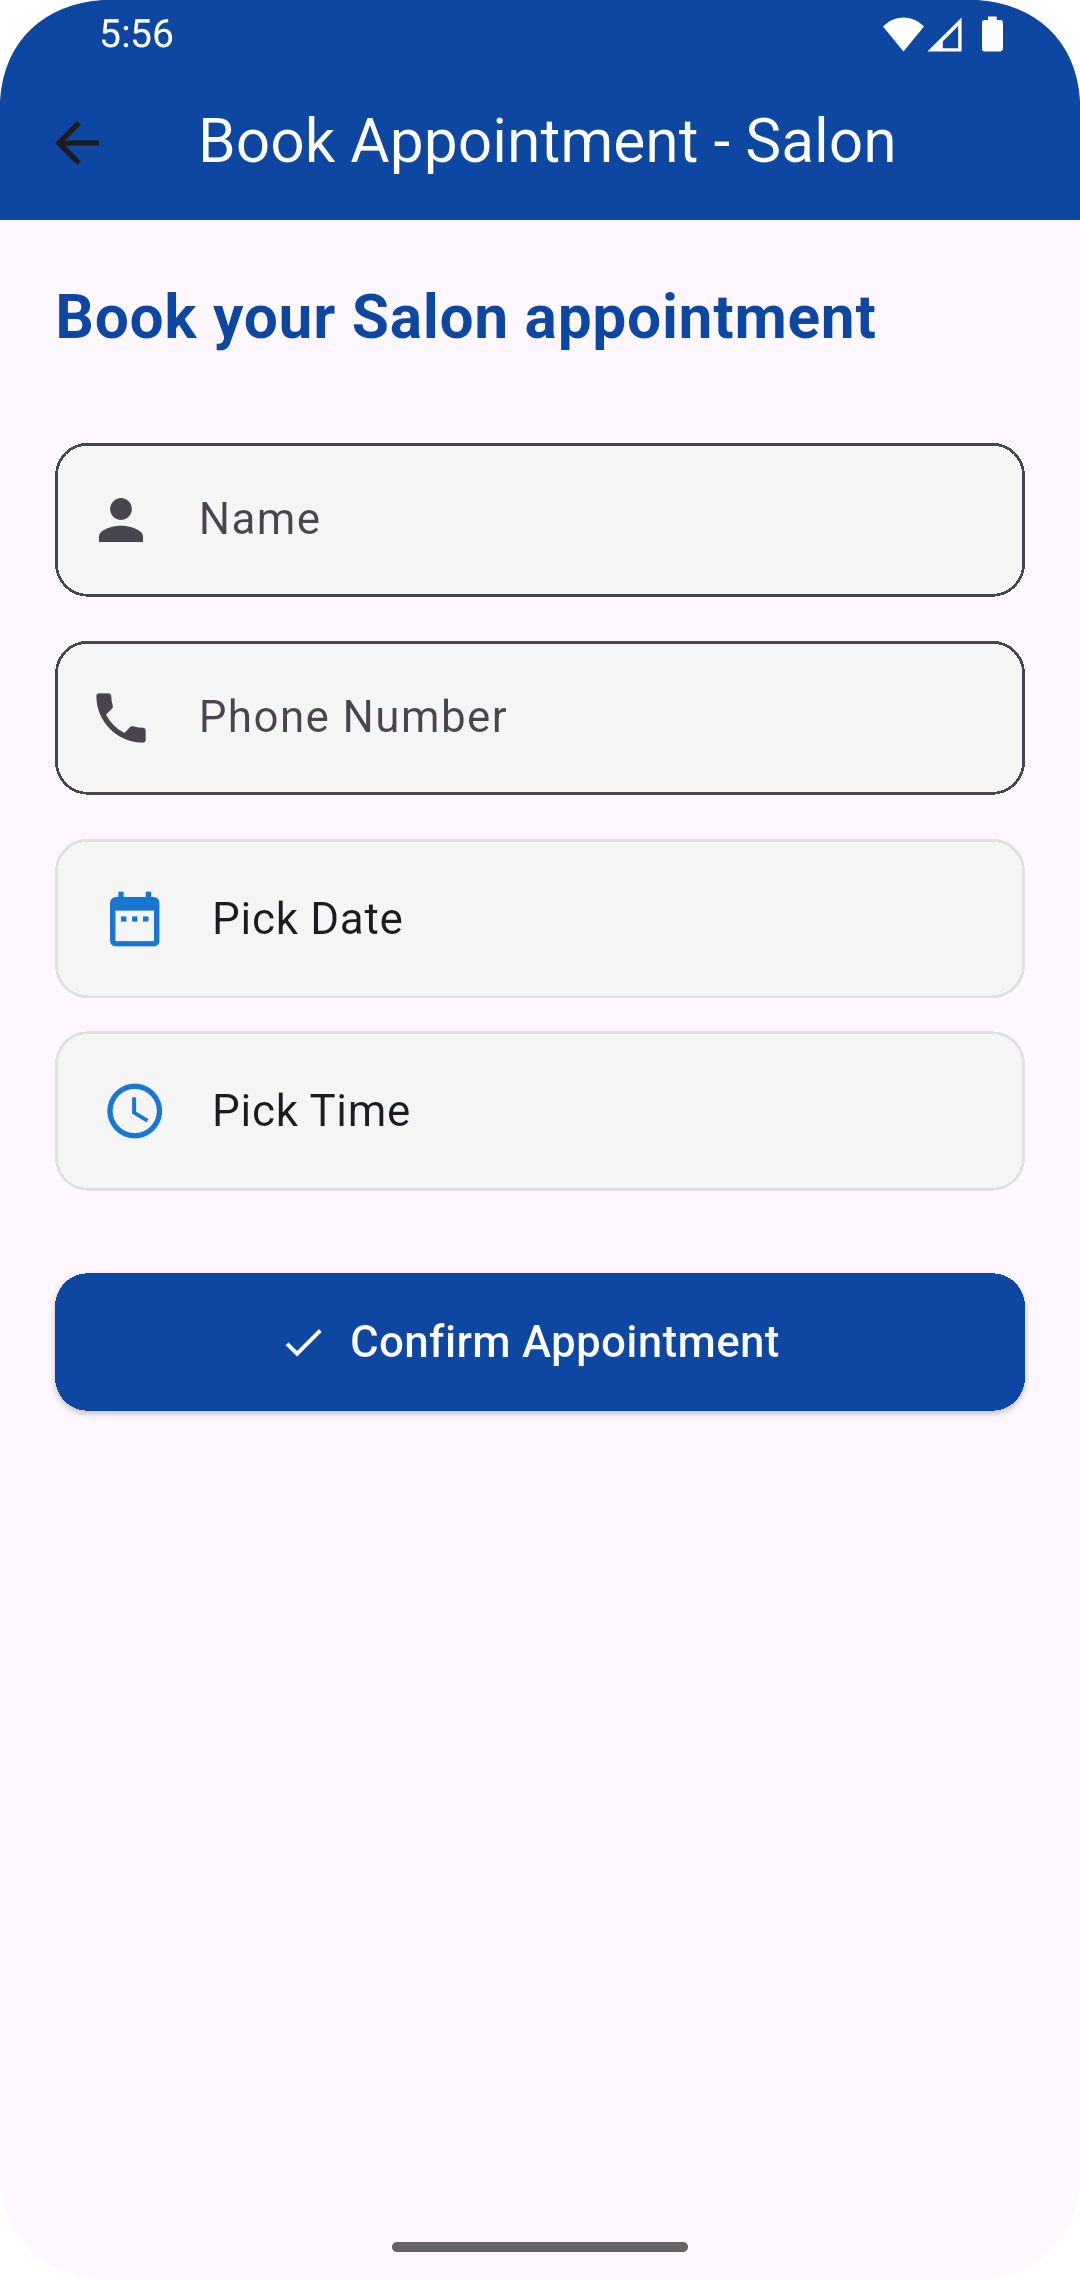 5:56
Book Appointment - Salon
Book your Salon appointment
Name
Phone Number
Pick Date
Pick Time
Confirm Appointment